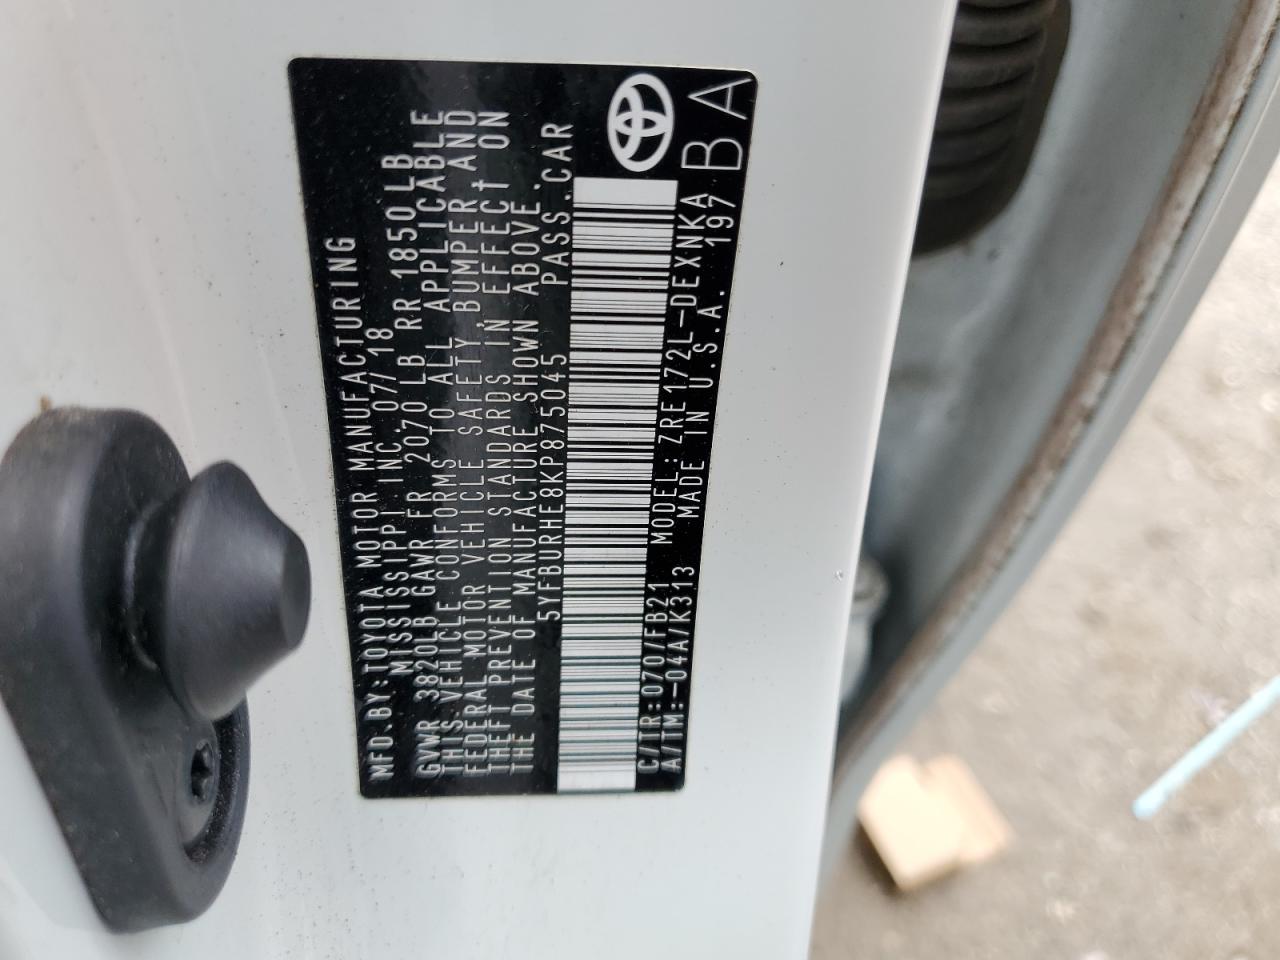 MFD.BY:TOYOTA MOTOR MANUFACTURING
MISSISSIPPI INC. 07/18
GVWR 3820LB GAWR FR 2070 LB RR 1850 LB
THIS VEHICLE CONFORMS TO ALL APPLICABLE
FEDERAL MOTOR VEHICLE SAFETY,BUMPER,AND
THEFT PREVENTION STANDARDS IN EFFECT ON
THE DATE OF MANUFACTURE SHOWN ABOVE.
5YFBURHE8KP875045 PASS.CAR
C/TR:070/FB21 MODEL:ZRE172L-DEXNKA
A/TM:-04A/K313 MADE IN U.S.A. 197
BA